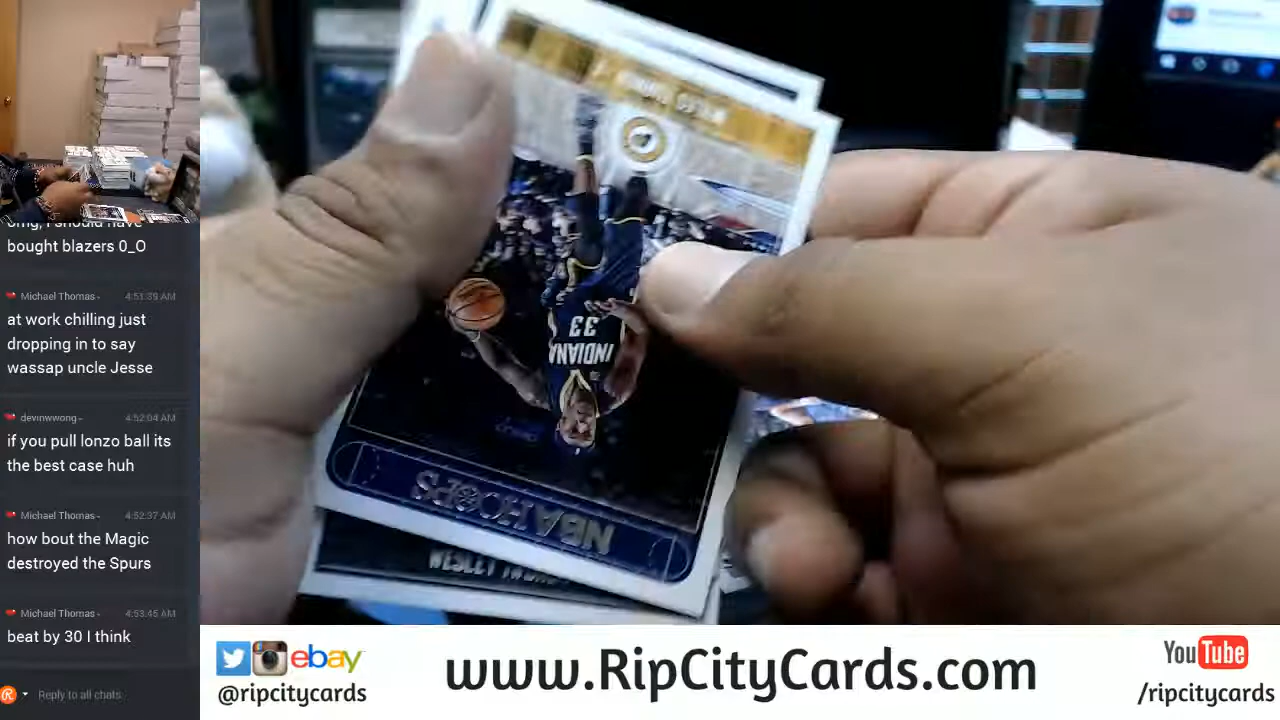 bought blazers 0_O
Michael Thomas- 4:51:39 AM
at work chilling just
dropping in to say
wassap uncle Jesse
devinwwong- 4:52:04 AM
if you pull lonzo ball its
the best case huh
Michael Thomas- 4:52:37 AM
how bout the Magic
destroyed the Spurs
Michael Thomas- 4:53:45 AM
beat by 30 I think
Reply to all chats
33
INDIANA
NBA HOOPS
WESLEY
ebay
@ripcitycards
www.RipCityCards.com
YouTube
/ripcitycards